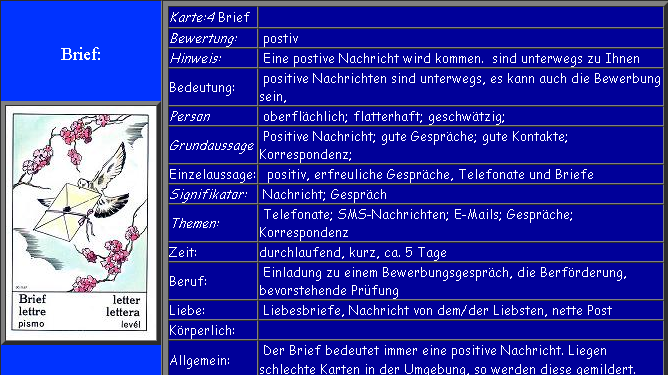 Brief:
Brief letter
lettre lettera
pismo levél
Karte:4 Brief
Bewertung: postiv
Hinweis: Eine postive Nachricht wird kommen. sind unterwegs zu Ihnen
Bedeutung: positive Nachrichten sind unterwegs, es kann auch die Bewerbung
sein,
Person oberflächlich; flatterhaft; geschwätzig;
Grundaussage Positive Nachricht; gute Gespräche; gute Kontakte;
Korrespondenz;
Einzelaussage: positiv, erfreuliche Gespräche, Telefonate und Briefe
Signifikator: Nachricht; Gespräch
Themen: Telefonate; SMS-Nachrichten; E-Mails; Gespräche;
Korrespondenz
Zeit: durchlaufend, kurz, ca. 5 Tage
Beruf: Einladung zu einem Bewerbungsgespräch, die Berförderung,
bevorstehende Prüfung
Liebe: Liebesbriefe, Nachricht von dem/der Liebsten, nette Post
Körperlich:
Allgemein: Der Brief bedeutet immer eine positive Nachricht. Liegen
schlechte Karten in der Umgebung, so werden diese gemildert.